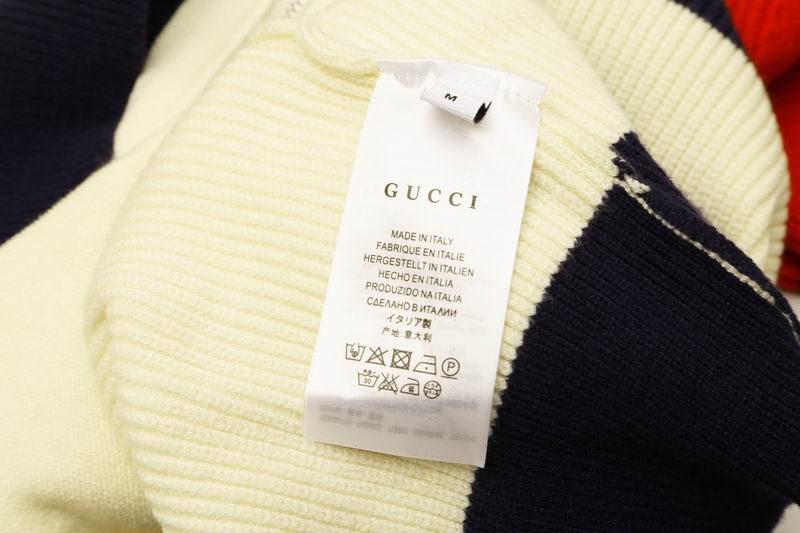 M
GUCCI
MADE IN ITALY
FABRIQUE EN ITALIE
HERGESTELLT IN ITALIEN
HECHO EN ITALIA
PRODUZIDO NA ITALIA
СДЕЛАНО В ИТАЛИИ
イタリア製
产地:意大利
P
30